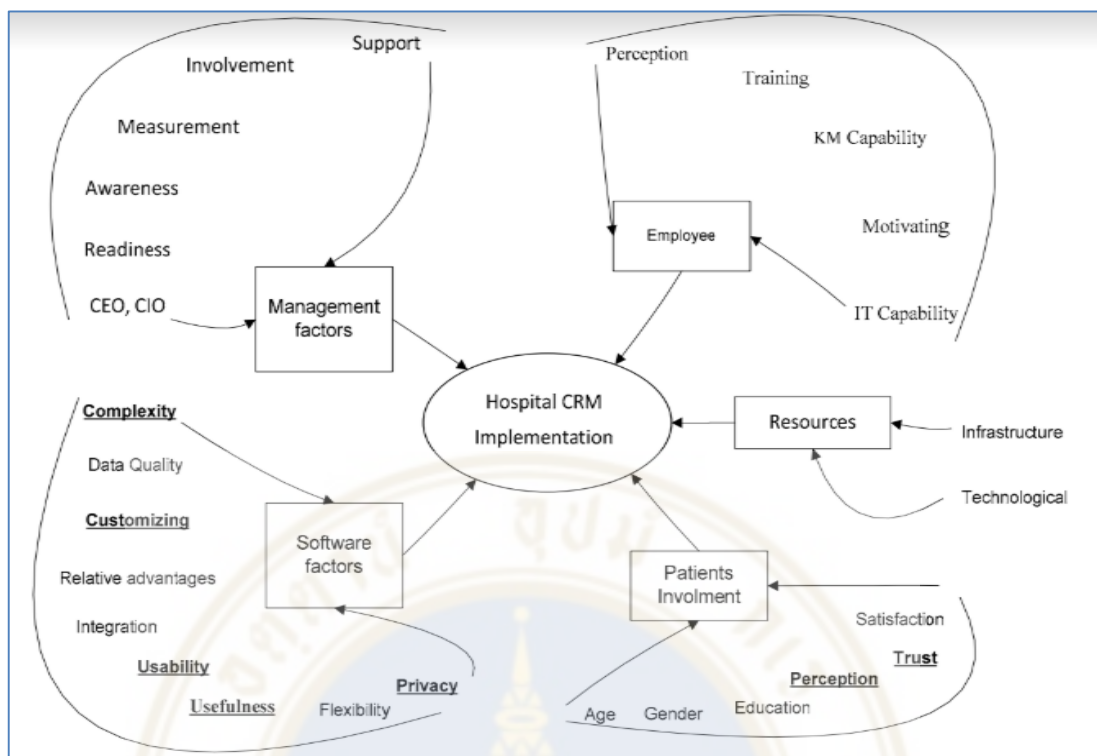 Support
Involvement
Measurement
Awareness
Readiness
CEO, CIO
Management
factors
Perception
Training
KM Capability
Motivating
IT Capability
Employee
Hospital CRM
Implementation
Resources
Infrastructure
Technological
Complexity
Data Quality
Customizing
Relative advantages
Integration
Usability
Usefulness
Flexibility
Privacy
Software
factors
Patients
Involment
Satisfaction
Trust
Perception
Education
Gender
Age